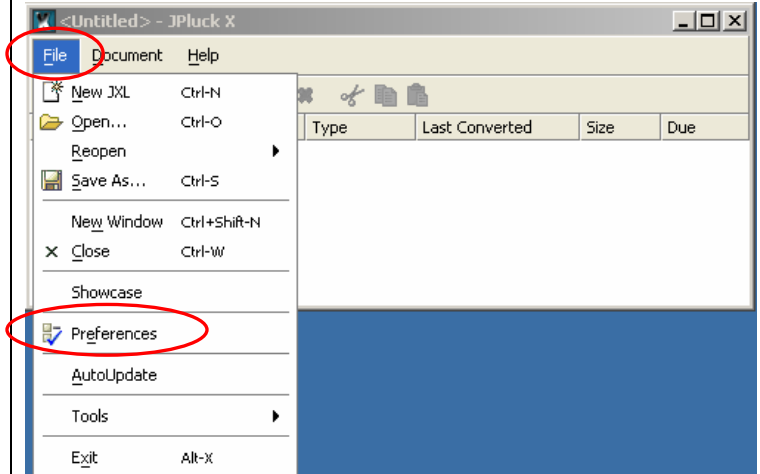 <Untitled> - JPluck X
File Document Help
New JXL Ctrl-N
Open... Ctrl-O
Type Last Converted Size Due
Reopen
Save As... Ctrl-S
New Window Ctrl+Shift-N
Close Ctrl-W
Showcase
Preferences
AutoUpdate
Tools
Exit Alt-X